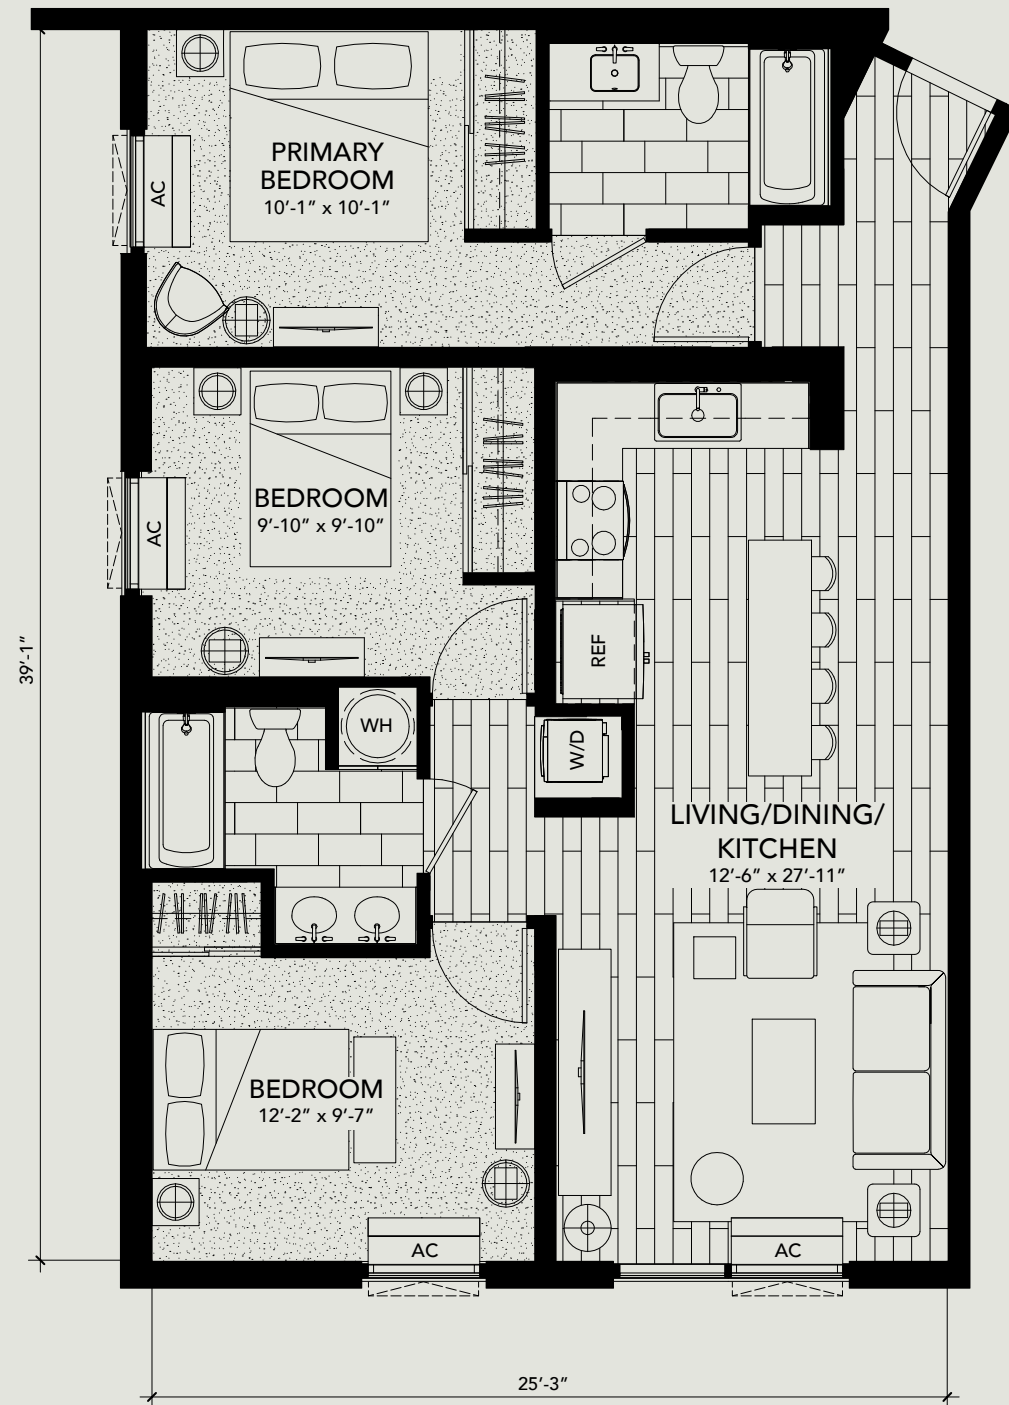 PRIMARY
BEDROOM
10’-1” x 10’-1”
AC
BEDROOM
9’-10” x 9’-10”
AC
39’-1”
REF
WH
W/D
LIVING/DINING/
KITCHEN
12’-6” x 27’-11”
BEDROOM
12’-2” x 9’-7”
AC
AC
25’-3”